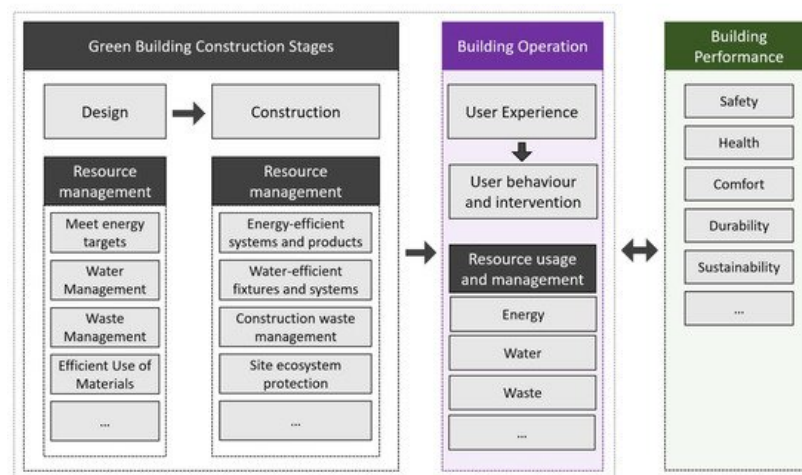 Green Building Construction Stages
Design
Construction
Resource
management
Meet energy
targets
Water
Management
Waste
Management
Efficient Use of
Materials
...
Resource
management
Energy-efficient
systems and products
Water-efficient
fixtures and systems
Construction waste
management
Site ecosystem
protection
...
Building Operation
User Experience
User behaviour
and intervention
Resource usage
and management
Energy
Water
Waste
...
Building
Performance
Safety
Health
Comfort
Durability
Sustainability
...